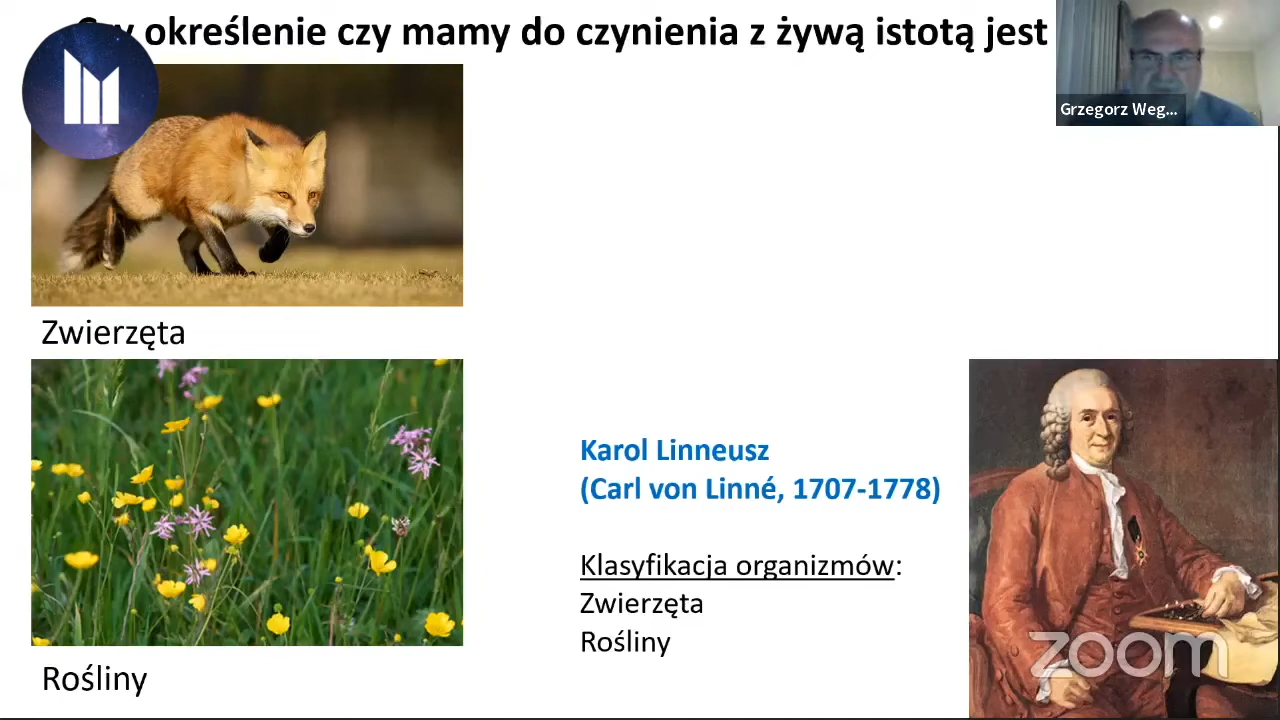 określenie czy mamy do czynienia z żywą istotą jest
Grzegorz Weg...
Zwierzęta
Karol Linneusz
(Carl von Linné, 1707-1778)
Klasyfikacja organizmów:
Zwierzęta
Rośliny
Rośliny
zoom